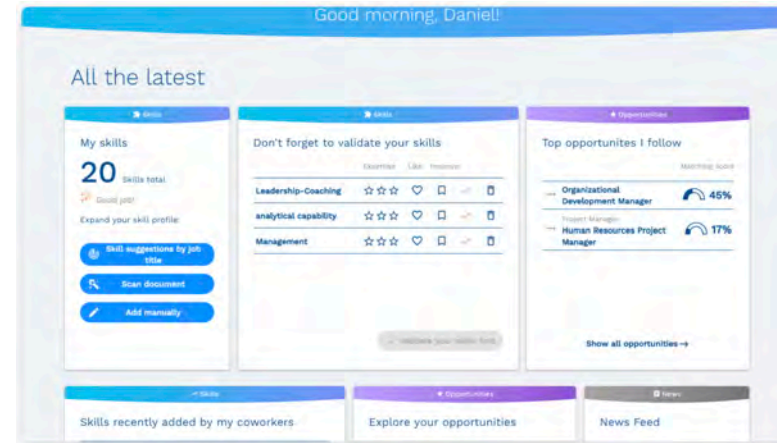 Good morning, Daniel!
All the latest
Skills
Skills
Opportunities
My skills
20 Skills total
Good job!
Expand your skill profile:
Skill suggestions by job
title
Scan document
Add manually
Don't forget to validate your skills
Expertise Like Interest
Leadership-Coaching
analytical capability
Management
Top opportunites I follow
Matching score
Organizational
Development Manager
45%
Project Manager
Human Resources Project
Manager
17%
Show all opportunities →
Skills
Opportunities
News
Skills recently added by my coworkers
Explore your opportunities
News Feed